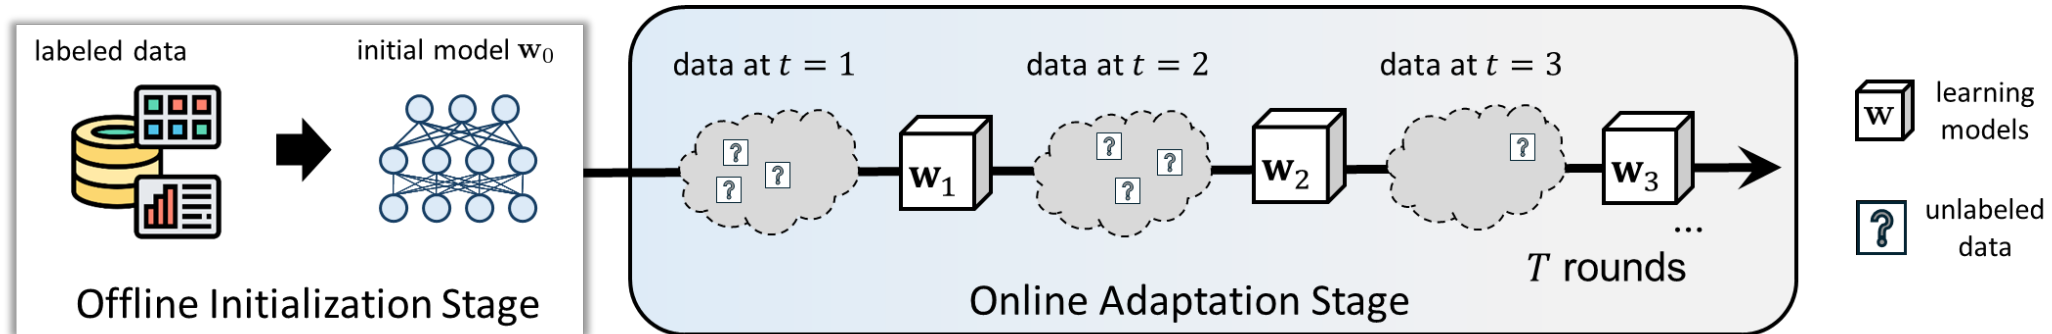 labeled data
initial model w₀
Offline Initialization Stage
data at t = 1
data at t = 2
data at t = 3
?
?
?
w₁
?
?
?
w₂
?
w₃
...
T rounds
Online Adaptation Stage
w
learning
models
?
unlabeled
data